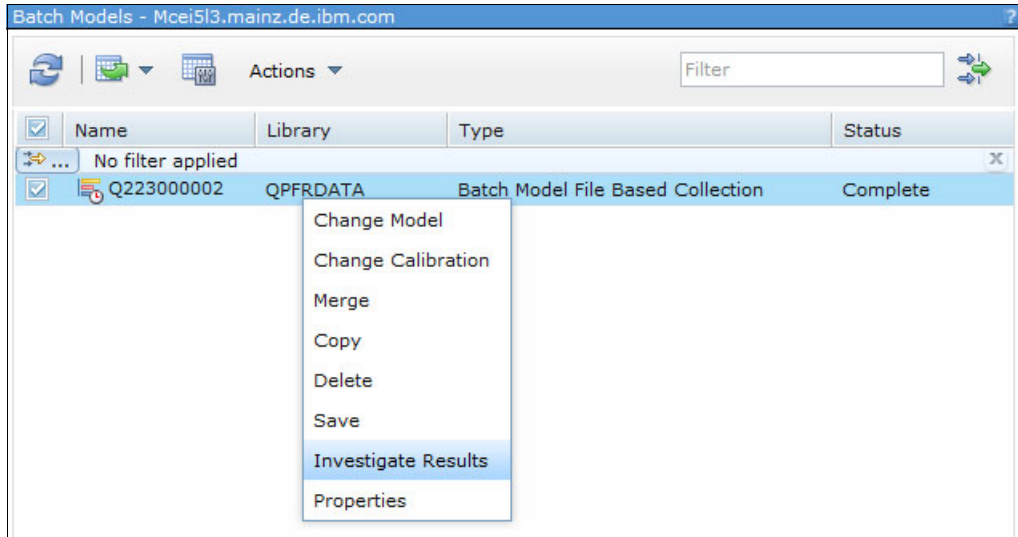 Batch Models - Mcei5l3.mainz.de.ibm.com ?
Actions Filter
Name Library Type Status
... No filter applied X
Q223000002 QPFRDATA Batch Model File Based Collection Complete
Change Model
Change Calibration
Merge
Copy
Delete
Save
Investigate Results
Properties